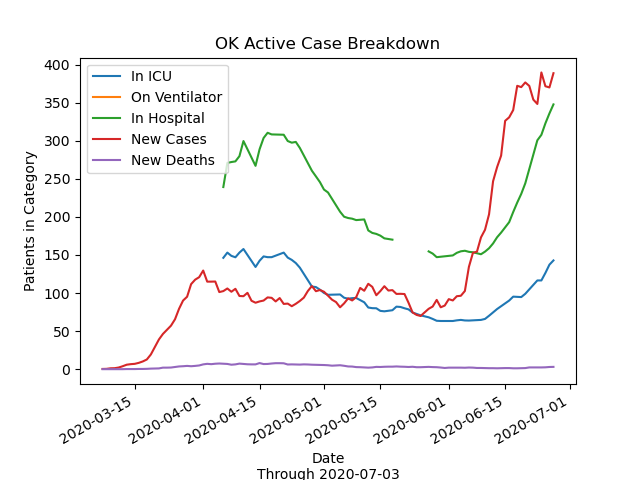 OK Active Case Breakdown
In ICU
On Ventilator
In Hospital
New Cases
New Deaths
400
350
300
250
200
150
100
50
0
Patients in Category
2020-03-15
2020-04-01
2020-04-15
2020-05-01
2020-05-15
2020-06-01
2020-06-15
2020-07-01
Date
Through 2020-07-03